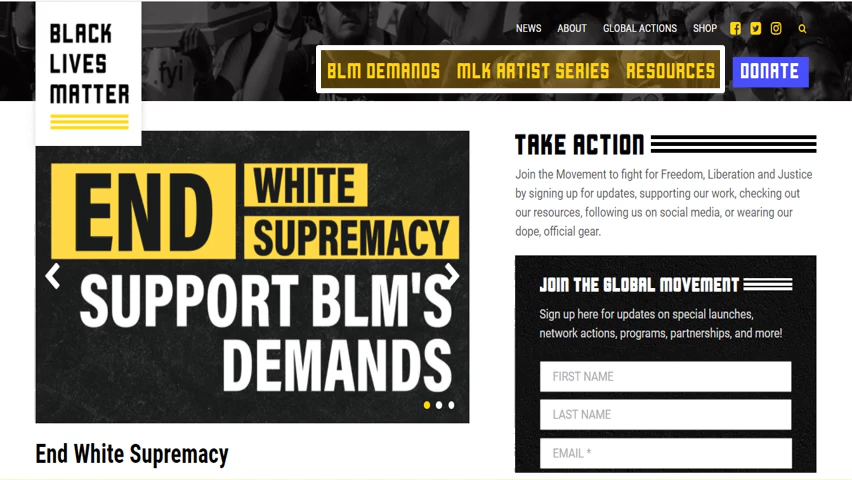 BLACK
LIVES
MATTER
NEWS ABOUT GLOBAL ACTIONS SHOP
fyi
BLM DEMANDS MLK ARTIST SERIES RESOURCES DONATE
END WHITE
SUPREMACY
SUPPORT BLM'S
DEMANDS
End White Supremacy
TAKE ACTION
Join the Movement to fight for Freedom, Liberation and Justice
by signing up for updates, supporting our work, checking out
our resources, following us on social media, or wearing our
dope, official gear.
JOIN THE GLOBAL MOVEMENT
Sign up here for updates on special launches,
network actions, programs, partnerships, and more!
FIRST NAME
LAST NAME
EMAIL *